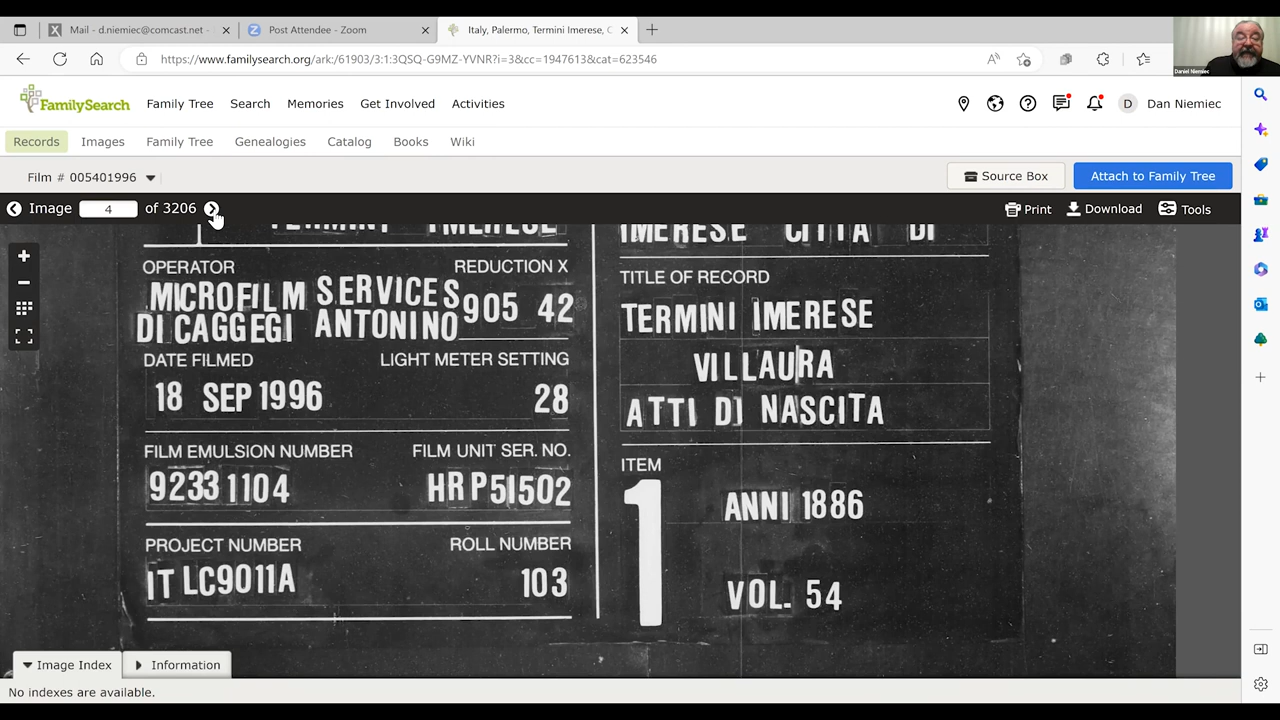 Mail - d.niemiec@comcast.net -
Post Attendee - Zoom
Italy, Palermo, Termini Imerese, C
https://www.familysearch.org/ark:/61903/3:1:3QSQ-G9MZ-YVNR?i=3&cc=1947613&cat=623546
Daniel Niemiec
FamilySearch
Family Tree
Search
Memories
Get Involved
Activities
D
Dan Niemiec
Records
Images
Family Tree
Genealogies
Catalog
Books
Wiki
Film # 005401996
Source Box
Attach to Family Tree
Image 4 of 3206
Print
Download
Tools
TERMINI IMERESE
OPERATOR
REDUCTION X
MICROFILM SERVICES
DI CAGGEGI ANTONINO
905 42
DATE FILMED
LIGHT METER SETTING
18 SEP 1996
28
FILM EMULSION NUMBER
FILM UNIT SER. NO.
9233 1104
HRP51502
PROJECT NUMBER
ROLL NUMBER
IT LC9011A
103
IMERESE CITTA DI
TITLE OF RECORD
TERMINI IMERESE
VILLAURA
ATTI DI NASCITA
ITEM
1
ANNI 1886
VOL. 54
Image Index
Information
No indexes are available.